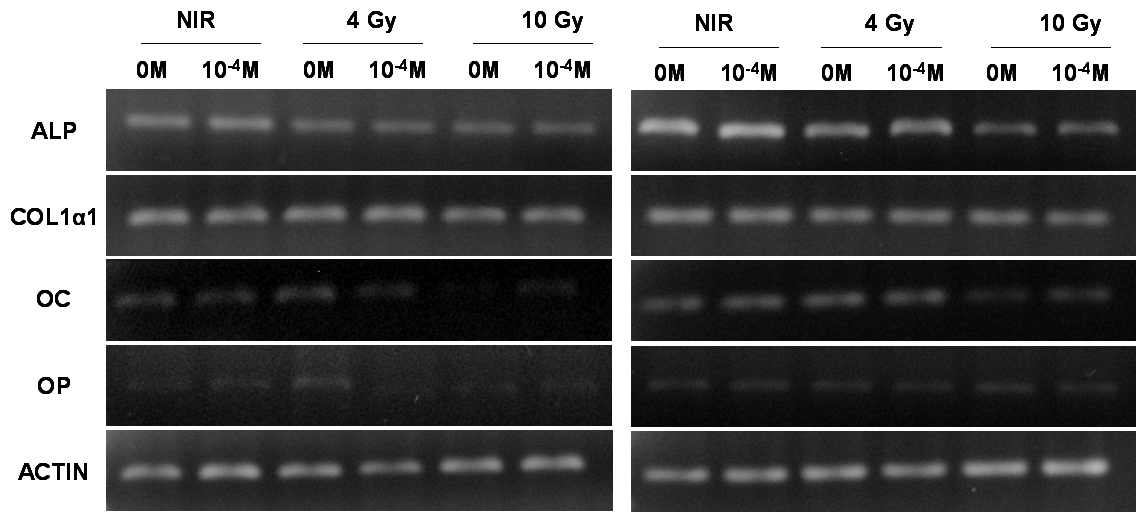 NIR 4 Gy 10 Gy NIR 4 Gy 10 Gy
0M 10⁻⁴M 0M 10⁻⁴M 0M 10⁻⁴M 0M 10⁻⁴M 0M 10⁻⁴M 0M 10⁻⁴M
ALP
COL1α1
OC
OP
ACTIN